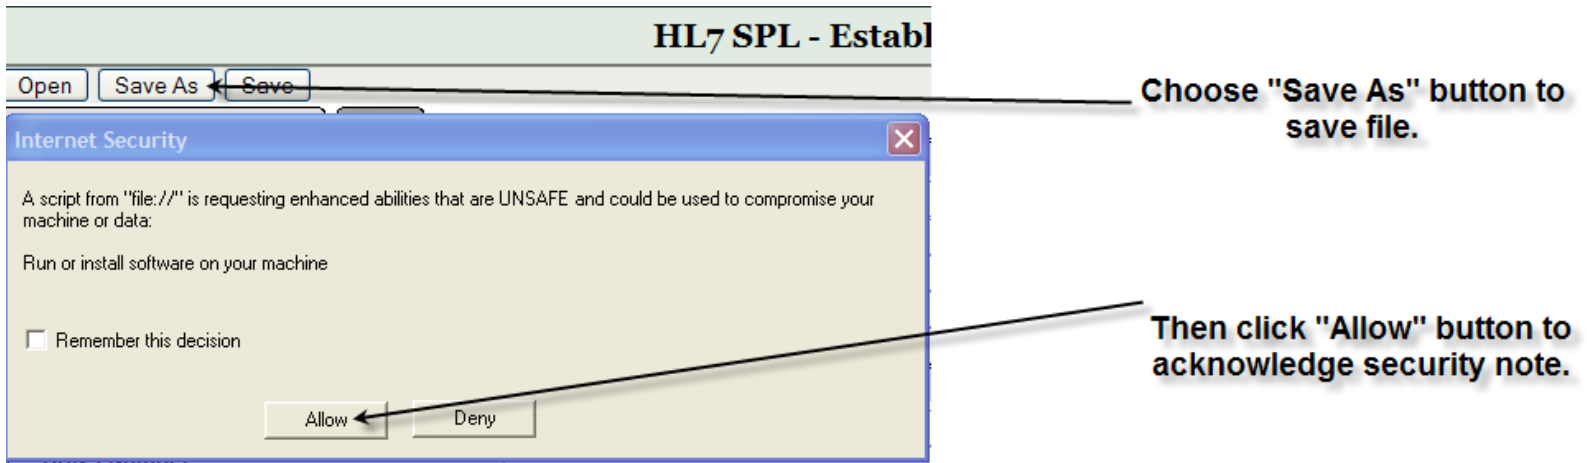 HL7 SPL - Establ
Open Save As Save
Choose "Save As" button to
save file.
Internet Security
A script from "file://" is requesting enhanced abilities that are UNSAFE and could be used to compromise your
machine or data:
Run or install software on your machine
Remember this decision
Then click "Allow" button to
acknowledge security note.
Allow Deny